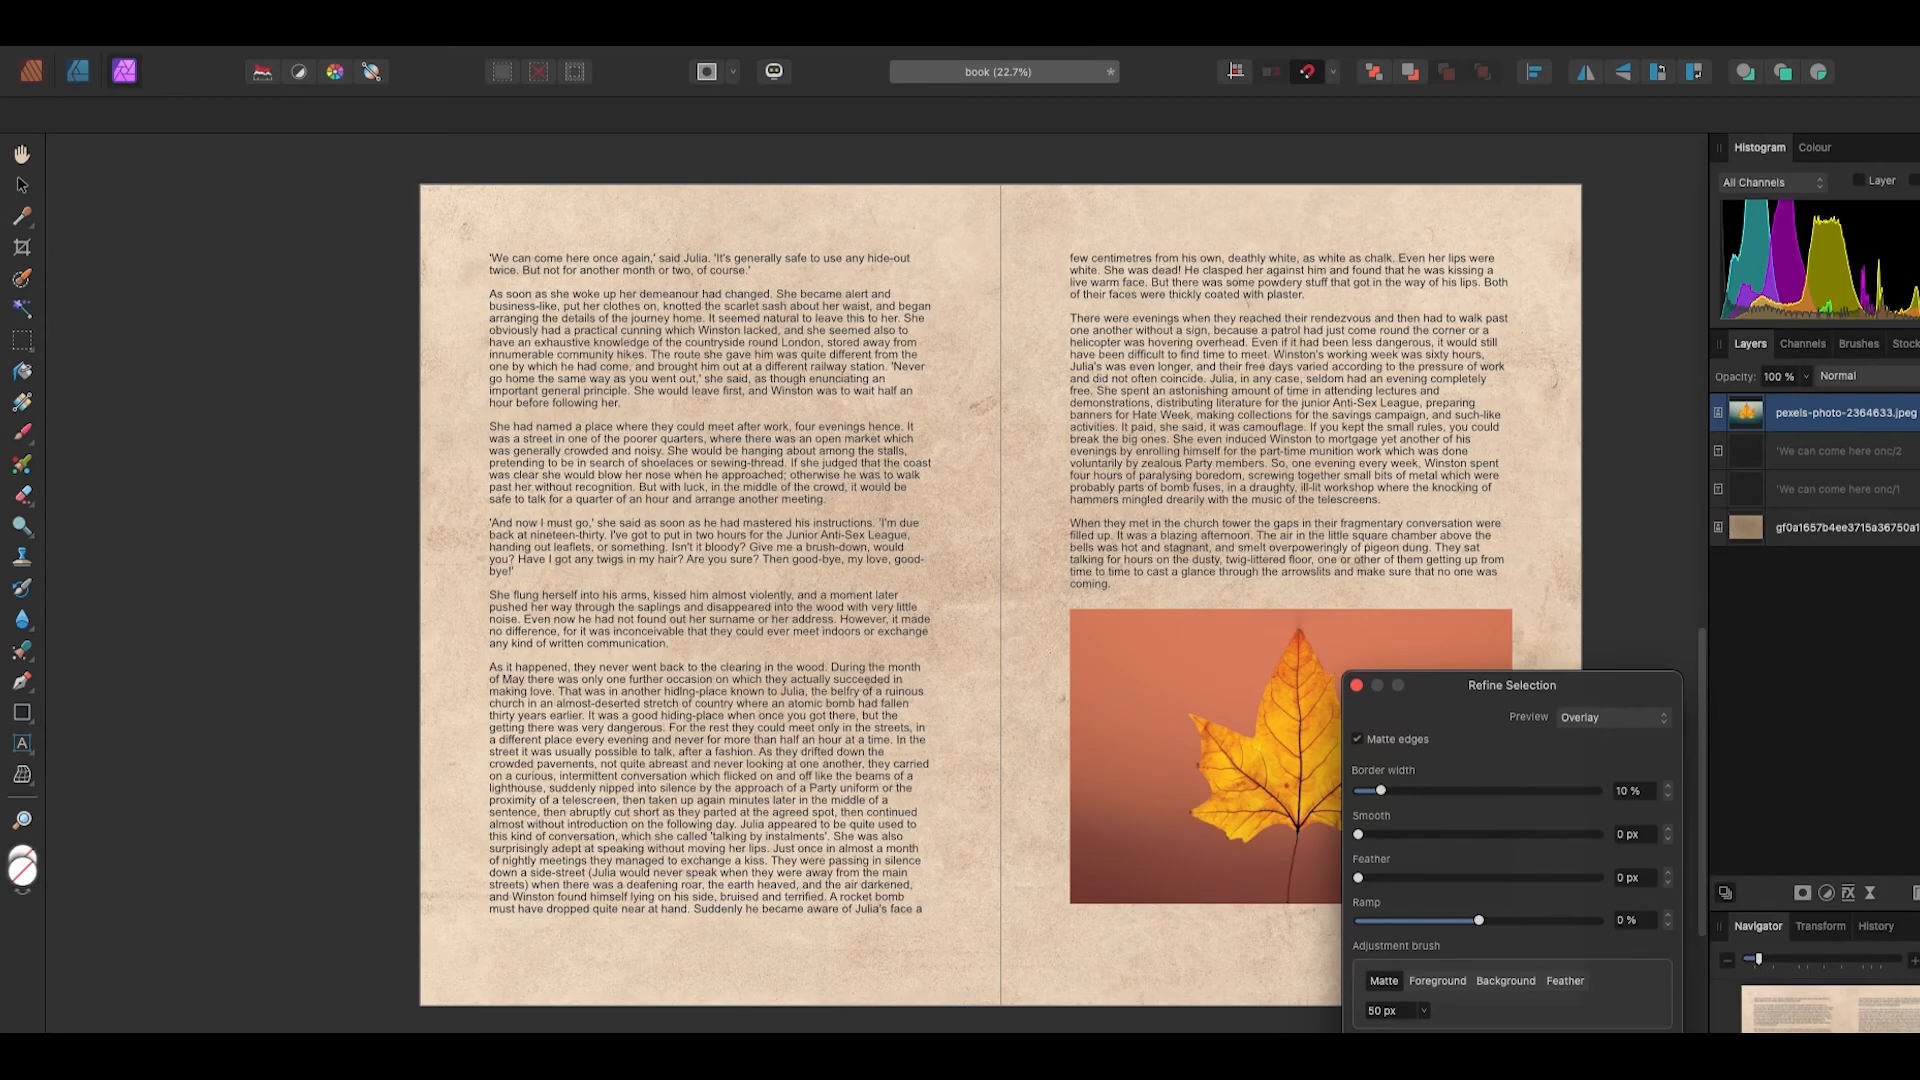 book (22.7%)
*
Histogram
Colour
All Channels
Layer
'We can come here once again,' said Julia. 'It's generally safe to use any hide-out
twice. But not for another month or two, of course.'
As soon as she woke up her demeanour had changed. She became alert and
business-like, put her clothes on, knotted the scarlet sash about her waist, and began
arranging the details of the journey home. It seemed natural to leave this to her. She
obviously had a practical cunning which Winston lacked, and she seemed also to
have an exhaustive knowledge of the countryside round London, stored away from
innumerable community hikes. The route she gave him was quite different from the
one by which he had come, and brought him out at a different railway station. 'Never
go home the same way as you went out,' she said, as though enunciating an
important general principle. She would leave first, and Winston was to wait half an
hour before following her.
She had named a place where they could meet after work, four evenings hence. It
was a street in one of the poorer quarters, where there was an open market which
was generally crowded and noisy. She would be hanging about among the stalls,
pretending to be in search of shoelaces or sewing-thread. If she judged that the coast
was clear she would blow her nose when he approached; otherwise he was to walk
past her without recognition. But with luck, in the middle of the crowd, it would be
safe to talk for a quarter of an hour and arrange another meeting.
'And now I must go,' she said as soon as he had mastered his instructions. 'I'm due
back at nineteen-thirty. I've got to put in two hours for the Junior Anti-Sex League,
handing out leaflets, or something. Isn't it bloody? Give me a brush-down, would
you? Have I got any twigs in my hair? Are you sure? Then good-bye, my love, good-
bye!'
She flung herself into his arms, kissed him almost violently, and a moment later
pushed her way through the saplings and disappeared into the wood with very little
noise. Even now he had not found out her surname or her address. However, it made
no difference, for it was inconceivable that they could ever meet indoors or exchange
any kind of written communication.
As it happened, they never went back to the clearing in the wood. During the month
of May there was only one further occasion on which they actually succeeded in
making love. That was in another hiding-place known to Julia, the belfry of a ruinous
church in an almost-deserted stretch of country where an atomic bomb had fallen
thirty years earlier. It was a good hiding-place when once you got there, but the
getting there was very dangerous. For the rest they could meet only in the streets, in
a different place every evening and never for more than half an hour at a time. In the
street it was usually possible to talk, after a fashion. As they drifted down the
crowded pavements, not quite abreast and never looking at one another, they carried
on a curious, intermittent conversation which flicked on and off like the beams of a
lighthouse, suddenly nipped into silence by the approach of a Party uniform or the
proximity of a telescreen, then taken up again minutes later in the middle of a
sentence, then abruptly cut short as they parted at the agreed spot, then continued
almost without introduction on the following day. Julia appeared to be quite used to
this kind of conversation, which she called 'talking by instalments'. She was also
surprisingly adept at speaking without moving her lips. Just once in almost a month
of nightly meetings they managed to exchange a kiss. They were passing in silence
down a side-street (Julia would never speak when they were away from the main
streets) when there was a deafening roar, the earth heaved, and the air darkened,
and Winston found himself lying on his side, bruised and terrified. A rocket bomb
must have dropped quite near at hand. Suddenly he became aware of Julia's face a
few centimetres from his own, deathly white, as white as chalk. Even her lips were
white. She was dead! He clasped her against him and found that he was kissing a
live warm face. But there was some powdery stuff that got in the way of his lips. Both
of their faces were thickly coated with plaster.
There were evenings when they reached their rendezvous and then had to walk past
one another without a sign, because a patrol had just come round the corner or a
helicopter was hovering overhead. Even if it had been less dangerous, it would still
have been difficult to find time to meet. Winston's working week was sixty hours,
Julia's was even longer, and their free days varied according to the pressure of work
and did not often coincide. Julia, in any case, seldom had an evening completely
free. She spent an astonishing amount of time in attending lectures and
demonstrations, distributing literature for the junior Anti-Sex League, preparing
banners for Hate Week, making collections for the savings campaign, and such-like
activities. It paid, she said, it was camouflage. If you kept the small rules, you could
break the big ones. She even induced Winston to mortgage yet another of his
evenings by enrolling himself for the part-time munition work which was done
voluntarily by zealous Party members. So, one evening every week, Winston spent
four hours of paralysing boredom, screwing together small bits of metal which were
probably parts of bomb fuses, in a draughty, ill-lit workshop where the knocking of
hammers mingled drearily with the music of the telescreens.
When they met in the church tower the gaps in their fragmentary conversation were
filled up. It was a blazing afternoon. The air in the little square chamber above the
bells was hot and stagnant, and smelt overpoweringly of pigeon dung. They sat
talking for hours on the dusty, twig-littered floor, one or other of them getting up from
time to time to cast a glance through the arrowslits and make sure that no one was
coming.
Refine Selection
Preview Overlay
Matte edges
Border width
10 %
Smooth
0 px
Feather
0 px
Ramp
0 %
Adjustment brush
Matte Foreground Background Feather
50 px
Layers Channels Brushes Stock
Opacity: 100 % Normal
pexels-photo-2364633.jpeg
'We can come here onc/2
'We can come here onc/1
gf0a1657b4ee3715a36750a1
Navigator Transform History